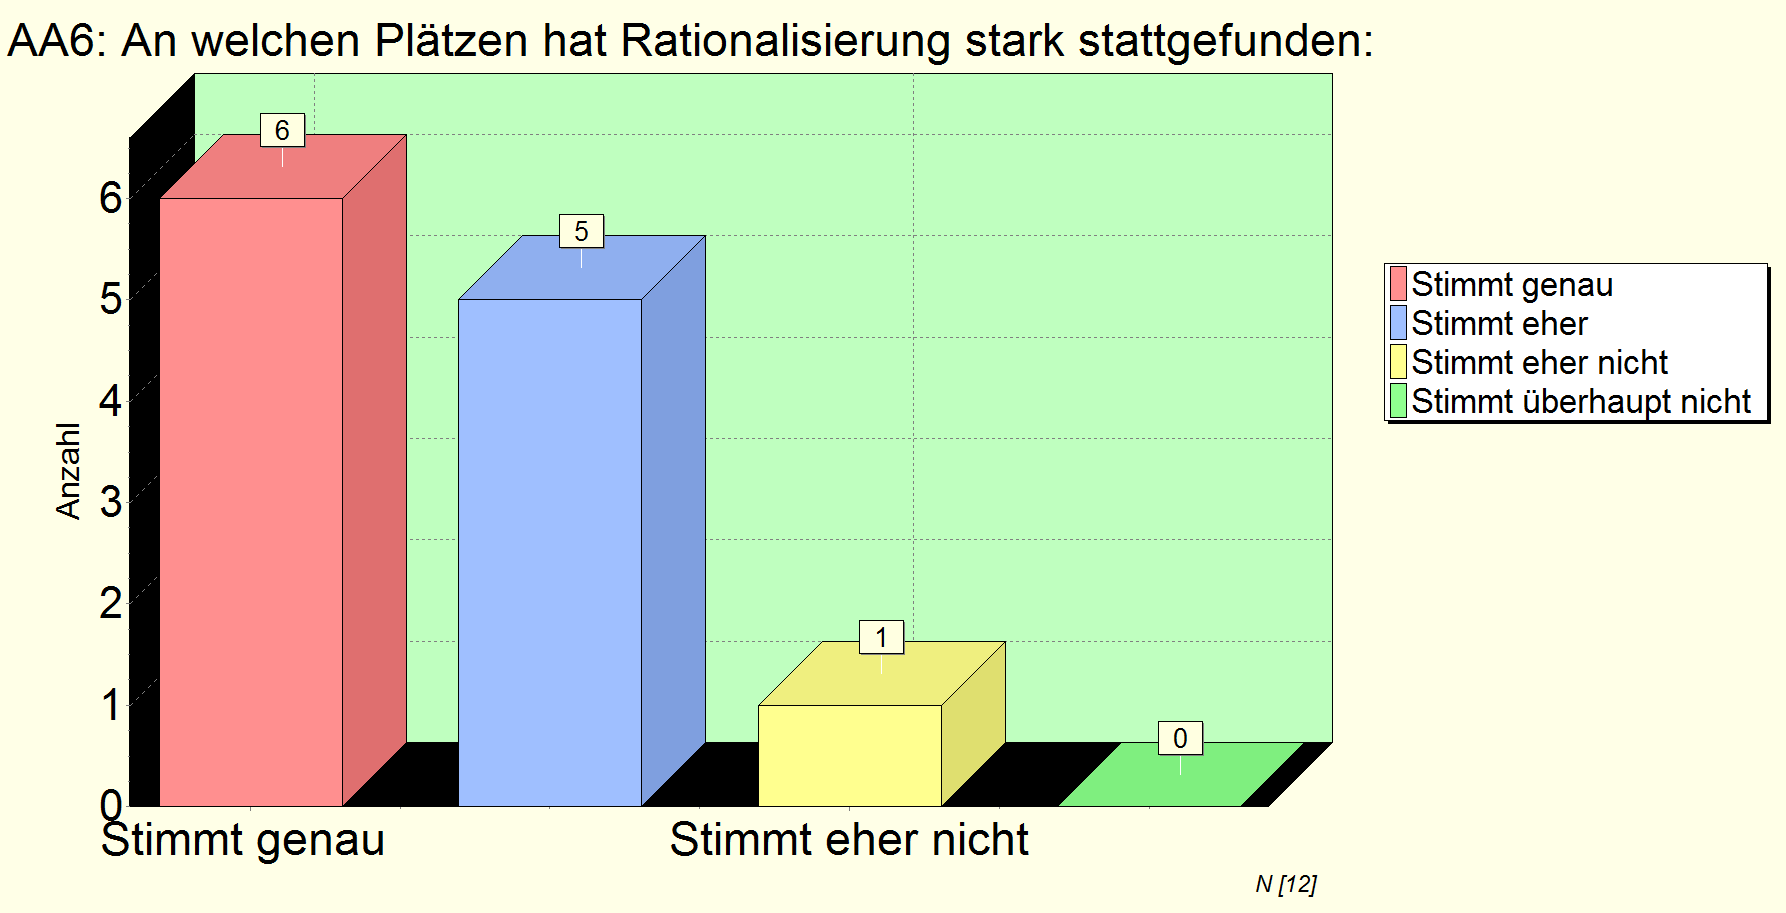 AA6: An welchen Plätzen hat Rationalisierung stark stattgefunden:
6
5
1
0
6
5
4
3
2
1
0
Anzahl
Stimmt genau
Stimmt eher nicht
Stimmt genau
Stimmt eher
Stimmt eher nicht
Stimmt überhaupt nicht
N [12]